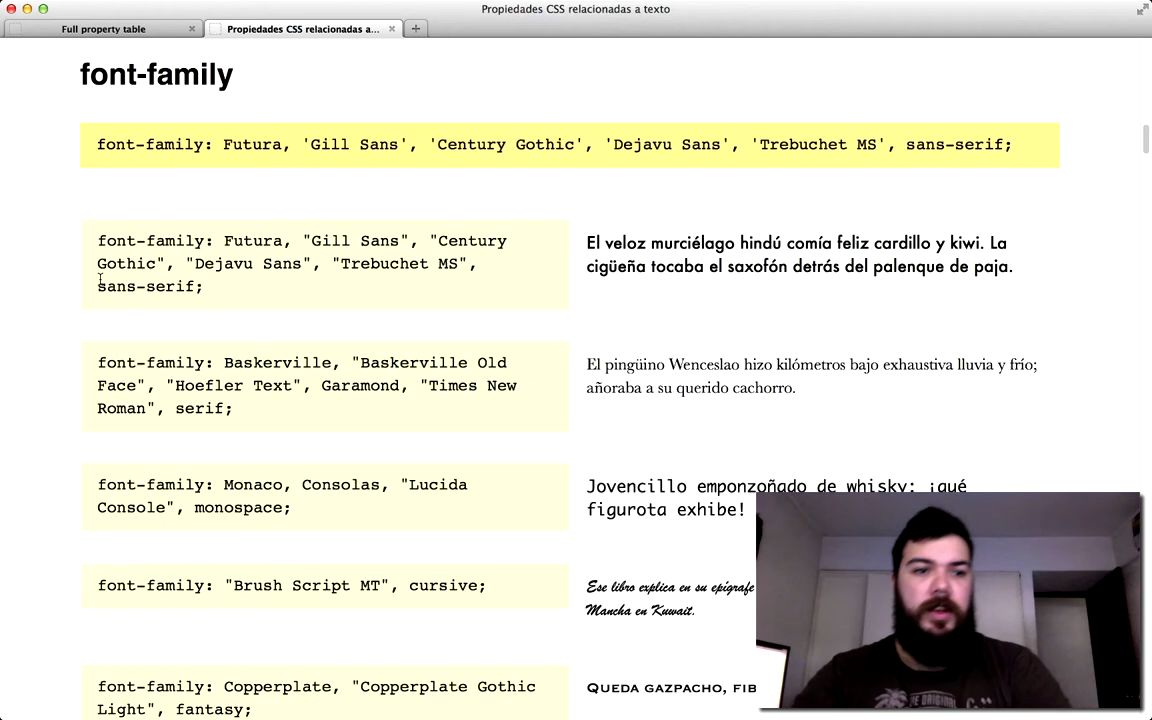 Propiedades CSS relacionadas a texto
Full property table
Propiedades CSS relacionadas a...
font-family
font-family: Futura, 'Gill Sans', 'Century Gothic', 'Dejavu Sans', 'Trebuchet MS', sans-serif;
font-family: Futura, "Gill Sans", "Century
Gothic", "Dejavu Sans", "Trebuchet MS",
sans-serif;
El veloz murciélago hindú comía feliz cardillo y kiwi. La
cigüeña tocaba el saxofón detrás del palenque de paja.
font-family: Baskerville, "Baskerville Old
Face", "Hoefler Text", Garamond, "Times New
Roman", serif;
El pingüino Wenceslao hizo kilómetros bajo exhaustiva lluvia y frío;
añoraba a su querido cachorro.
font-family: Monaco, Consolas, "Lucida
Console", monospace;
Jovencillo emponzoñado de whisky: ¡qué
figurota exhibe!
font-family: "Brush Script MT", cursive;
Ese libro explica en su epígrafe
Mancha en Kuwait.
font-family: Copperplate, "Copperplate Gothic
Light", fantasy;
Queda gazpacho, fib